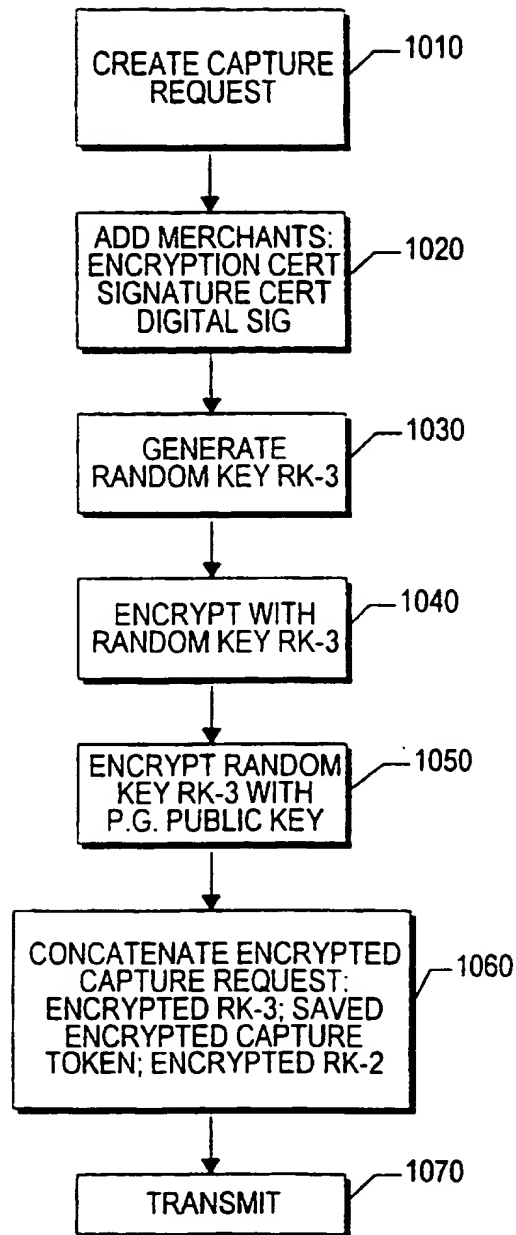 CREATE CAPTURE
REQUEST
1010
ADD MERCHANTS:
ENCRYPTION CERT
SIGNATURE CERT
DIGITAL SIG
1020
GENERATE
RANDOM KEY RK-3
1030
ENCRYPT WITH
RANDOM KEY RK-3
1040
ENCRYPT RANDOM
KEY RK-3 WITH
P.G. PUBLIC KEY
1050
CONCATENATE ENCRYPTED
CAPTURE REQUEST:
ENCRYPTED RK-3; SAVED
ENCRYPTED CAPTURE
TOKEN; ENCRYPTED RK-2
1060
TRANSMIT
1070